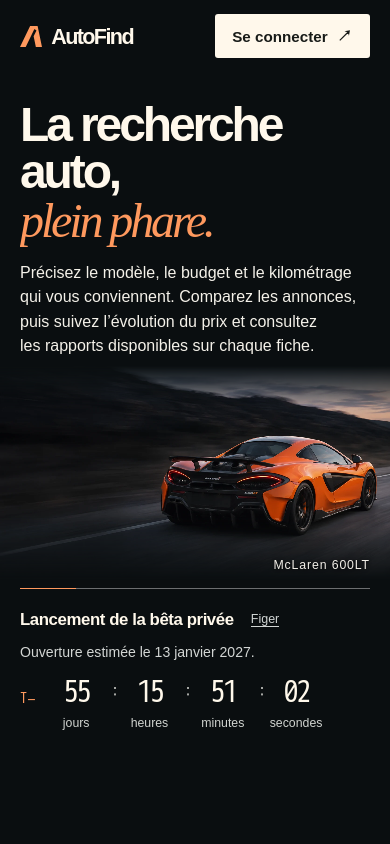 AutoFind
Se connecter ↗
La recherche
auto,
plein phare.
Précisez le modèle, le budget et le kilométrage
qui vous conviennent. Comparez les annonces,
puis suivez l’évolution du prix et consultez
les rapports disponibles sur chaque fiche.
McLaren 600LT
Lancement de la bêta privée Figer
Ouverture estimée le 13 janvier 2027.
T− 55 : 15 : 51 : 02
jours heures minutes secondes